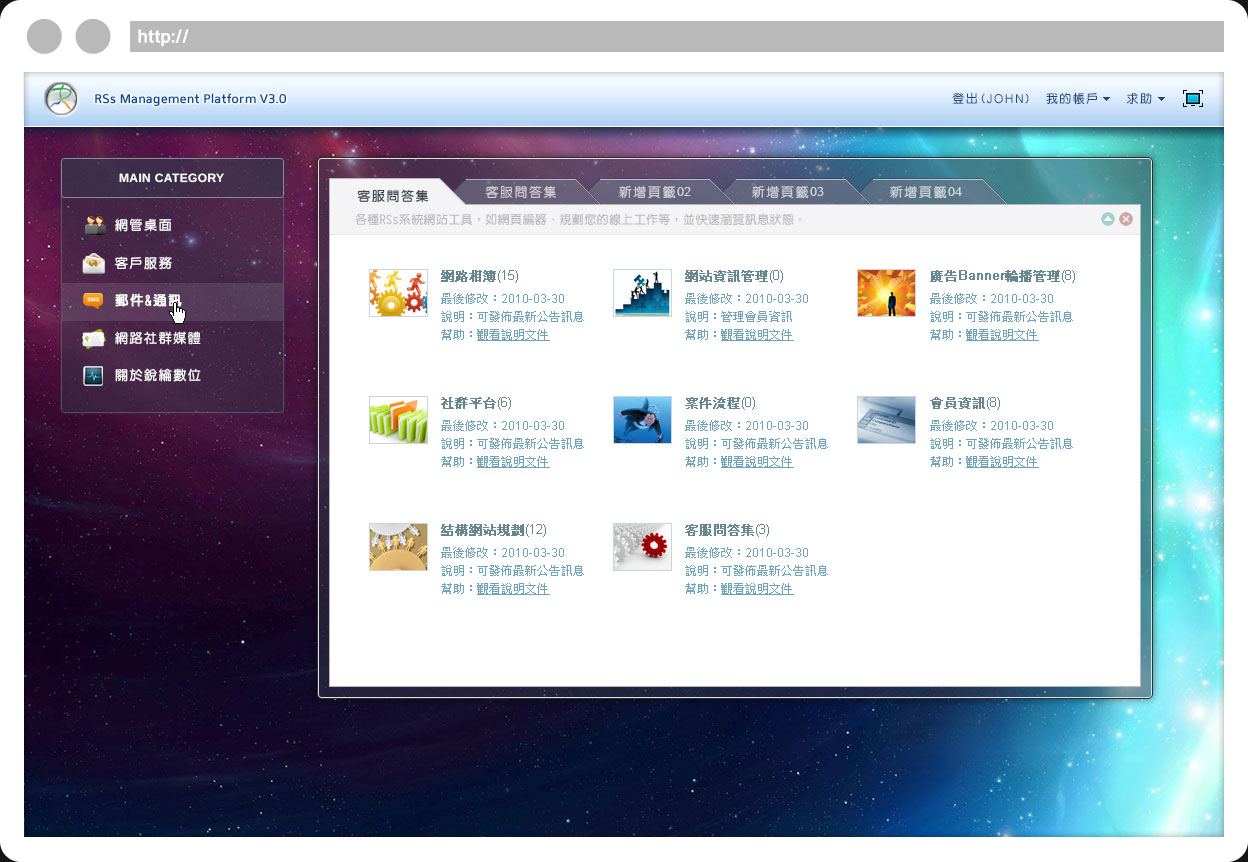 http://
RSs Management Platform V3.0
登出(JOHN) 我的帳戶 求助
MAIN CATEGORY
網管桌面
客戶服務
SMS
郵件&通訊
網路社群媒體
關於銳綸數位
客服問答集 客服問答集 新增頁籤02 新增頁籤03 新增頁籤04
各種RSs系統網站工具，如網頁編器、規劃您的線上工作等，並快速瀏覽訊息狀態。
網路相簿(15)
最後修改：2010-03-30
說明：可發佈最新公告訊息
幫助：觀看說明文件
網站資訊管理(0)
最後修改：2010-03-30
說明：管理會員資訊
幫助：觀看說明文件
廣告Banner輪播管理(8)
最後修改：2010-03-30
說明：可發佈最新公告訊息
幫助：觀看說明文件
社群平台(6)
最後修改：2010-03-30
說明：可發佈最新公告訊息
幫助：觀看說明文件
案件流程(0)
最後修改：2010-03-30
說明：可發佈最新公告訊息
幫助：觀看說明文件
會員資訊(8)
最後修改：2010-03-30
說明：可發佈最新公告訊息
幫助：觀看說明文件
結構網站規劃(12)
最後修改：2010-03-30
說明：可發佈最新公告訊息
幫助：觀看說明文件
客服問答集(3)
最後修改：2010-03-30
說明：可發佈最新公告訊息
幫助：觀看說明文件